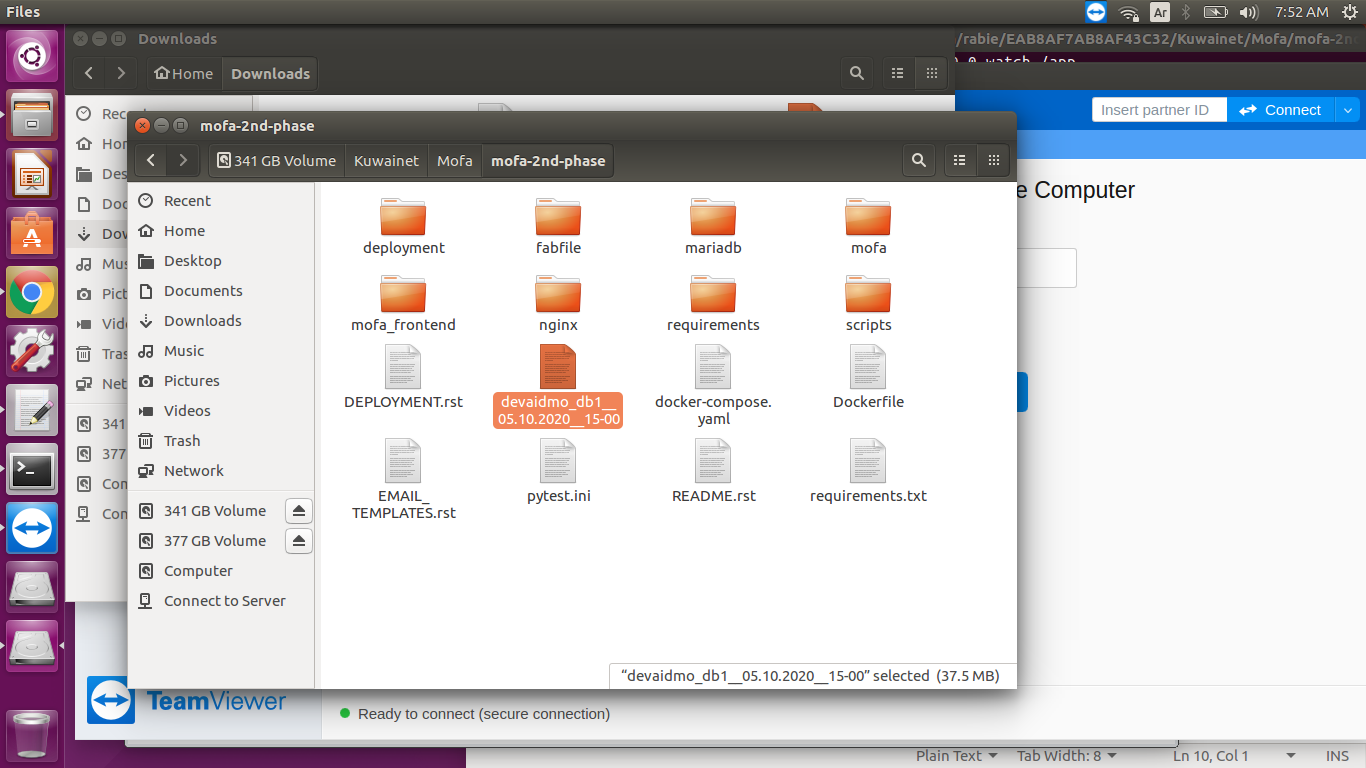 Files
Ar
7:52 AM
Downloads
/rabie/EAB8AF7AB8AF43C32/Kuwainet/Mofa/mofa-2nd
Home
Downloads
Insert partner ID
Connect
e Computer
mofa-2nd-phase
341 GB Volume
Kuwainet
Mofa
mofa-2nd-phase
Rec
Hor
Des
Doc
Dov
Mus
Pict
Vide
Tras
Net
341
377
Con
Con
Recent
Home
Desktop
Documents
Downloads
Music
Pictures
Videos
Trash
Network
341 GB Volume
377 GB Volume
Computer
Connect to Server
deployment
fabfile
mariadb
mofa
mofa_frontend
nginx
requirements
scripts
DEPLOYMENT.rst
devaidmo_db1__
05.10.2020__15-00
docker-compose.
yaml
Dockerfile
EMAIL_
TEMPLATES.rst
pytest.ini
README.rst
requirements.txt
“devaidmo_db1__05.10.2020__15-00” selected (37.5 MB)
TeamViewer
Ready to connect (secure connection)
Plain Text
Tab Width: 8
Ln 10, Col 1
INS